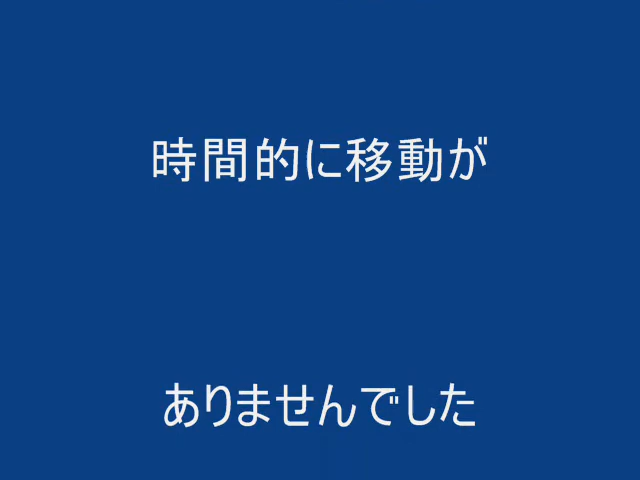 時間的に移動が
ありませんでした